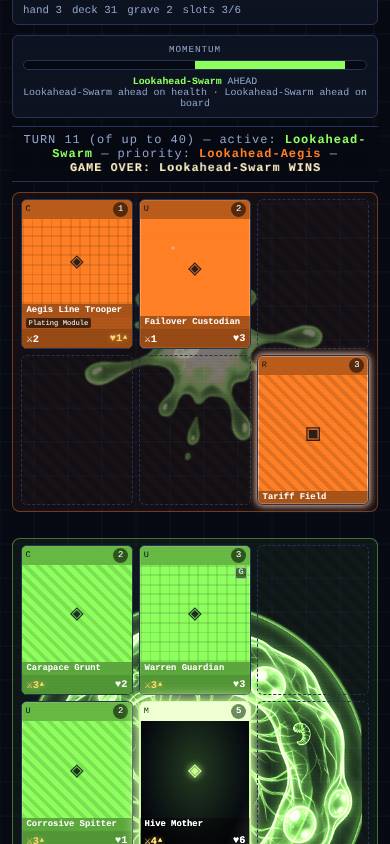 hand 3 deck 31 grave 2 slots 3/6
MOMENTUM
Lookahead-Swarm AHEAD
Lookahead-Swarm ahead on health · Lookahead-Swarm ahead on
board
TURN 11 (of up to 40) — active: Lookahead-
Swarm — priority: Lookahead-Aegis —
GAME OVER: Lookahead-Swarm WINS
C 1
Aegis Line Trooper
Plating Module
⚔2 ♥1▲
U 2
Failover Custodian
⚔1 ♥3
R 3
Tariff Field
C 2
Carapace Grunt
⚔3▲ ♥2
U 3
G
Warren Guardian
⚔3▲ ♥3
U 2
Corrosive Spitter
⚔3▲ ♥1
M 5
Hive Mother
⚔4▲ ♥6